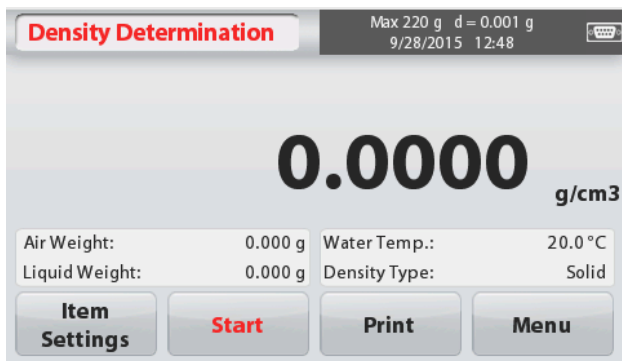 Density Determination
Max 220 g d = 0.001 g
9/28/2015 12:48
0.0000
g/cm3
Air Weight: 0.000 g Water Temp.: 20.0 °C
Liquid Weight: 0.000 g Density Type: Solid
Item
Settings
Start
Print
Menu